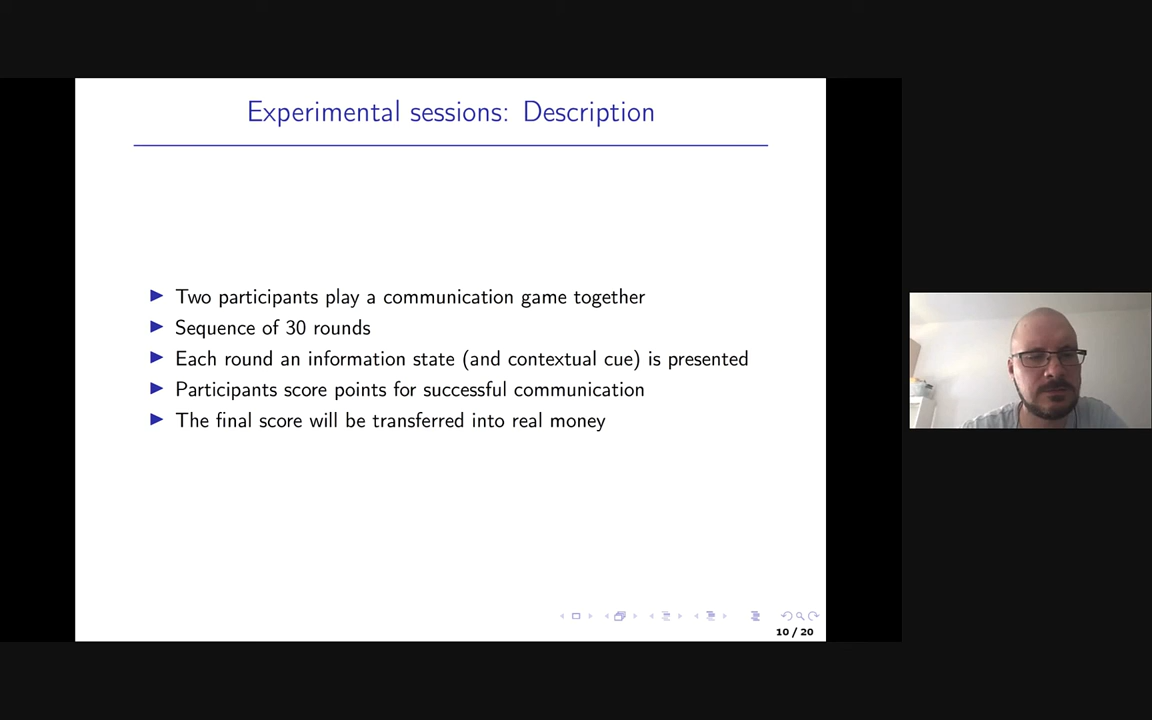 Experimental sessions: Description
▶ Two participants play a communication game together
▶ Sequence of 30 rounds
▶ Each round an information state (and contextual cue) is presented
▶ Participants score points for successful communication
▶ The final score will be transferred into real money
10 / 20